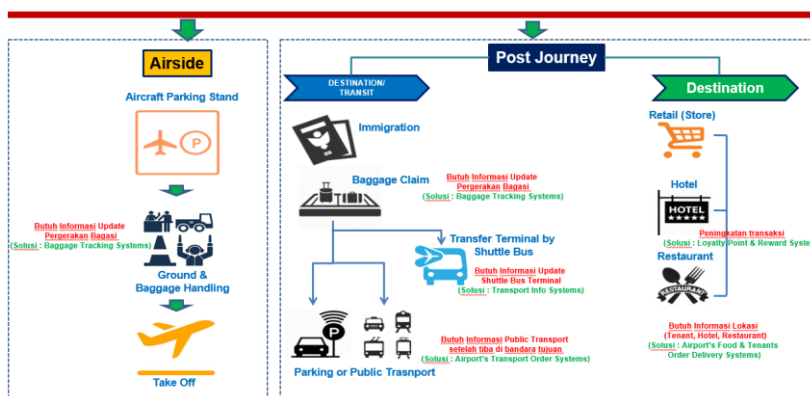 Airside
Aircraft Parking Stand
P
Butuh Informasi Update
Pergerakan Bagasi
(Solusi : Baggage Tracking Systems)
Ground &
Baggage Handling
Take Off
Post Journey
DESTINATION/
TRANSIT
Immigration
Baggage Claim
Butuh Informasi Update
Pergerakan Bagasi
(Solusi : Baggage Tracking Systems)
Transfer Terminal by
Shuttle Bus
Butuh Informasi Update
Shuttle Bus Terminal
(Solusi : Transport Info Systems)
P
Parking or Public Trasnport
Butuh Informasi Public Transport
setelah tiba di bandara tujuan
(Solusi : Airport's Transport Order Systems)
Destination
Retail (Store)
Hotel
HOTEL
Peningkatan transaksi
(Solusi : Loyalty Point & Reward Syste
Restaurant
RESTAURANT
Butuh Informasi Lokasi
(Tenant, Hotel, Restaurant)
(Solusi : Airport's Food & Tenants
Order Delivery Systems)